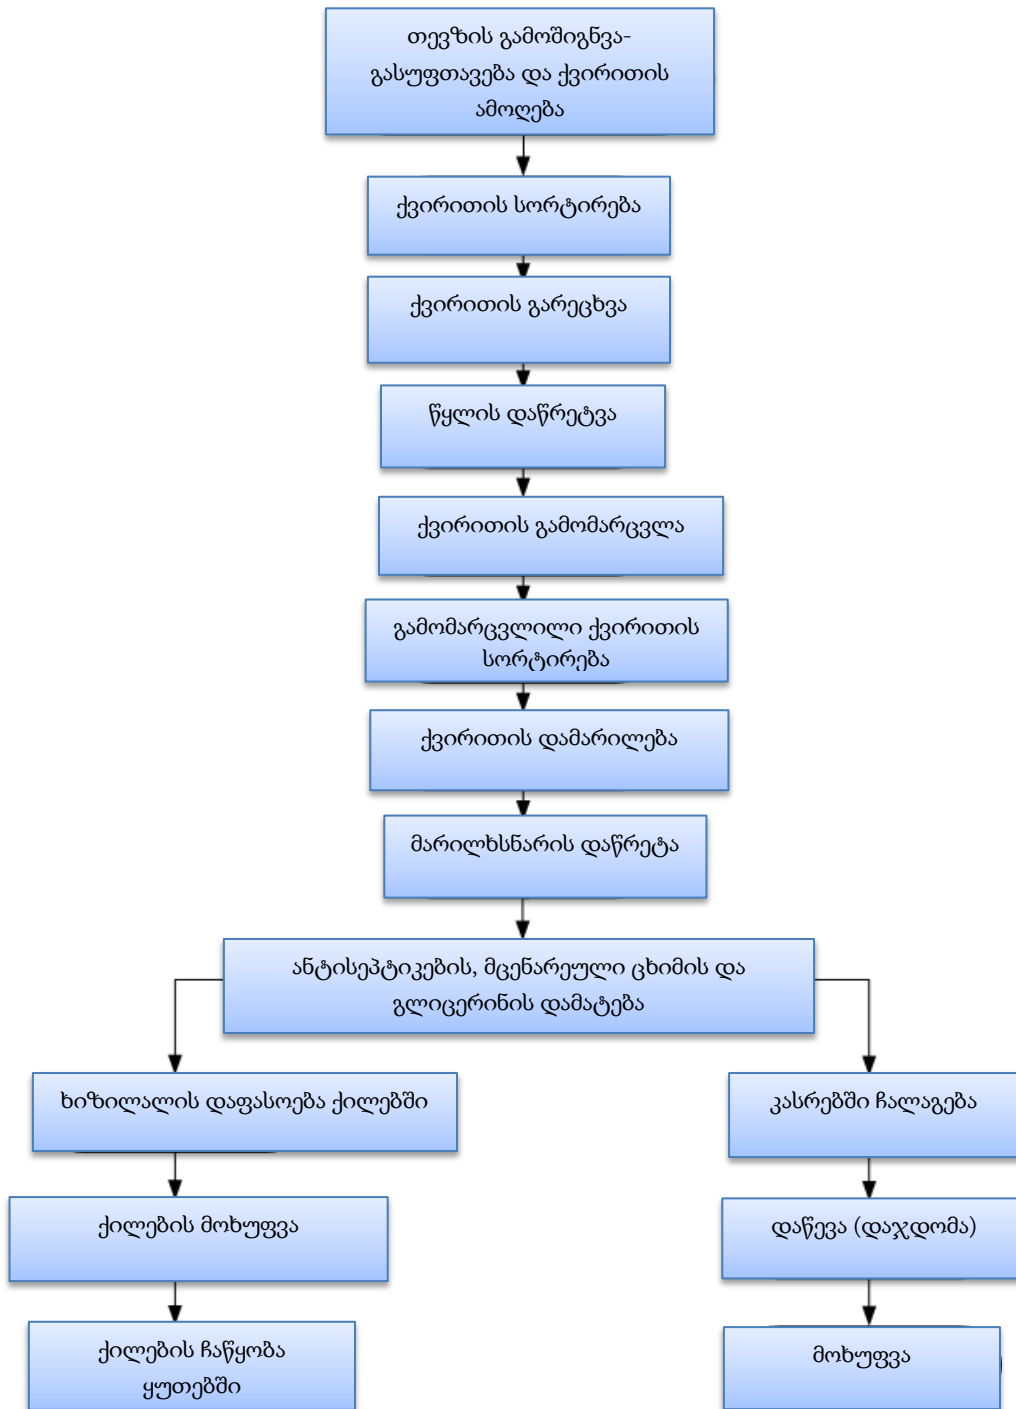 თევზის გამოშიგნვა-
გასუფთავება და ქვირითის
ამოღება
ქვირითის სორტირება
ქვირითის გარეცხვა
წყლის დაწრეტვა
ქვირითის გამომარცვლა
გამომარცვლილი ქვირითის
სორტირება
ქვირითის დამარილება
მარილხსნარის დაწრეტა
ანტისეპტიკების, მცენარეული ცხიმის და
გლიცერინის დამატება
ხიზილალის დაფასოება ქილებში
ქილების მოხუფვა
ქილების ჩაწყობა
ყუთებში
კასრებში ჩალაგება
დაწევა (დაჯდომა)
მოხუფვა